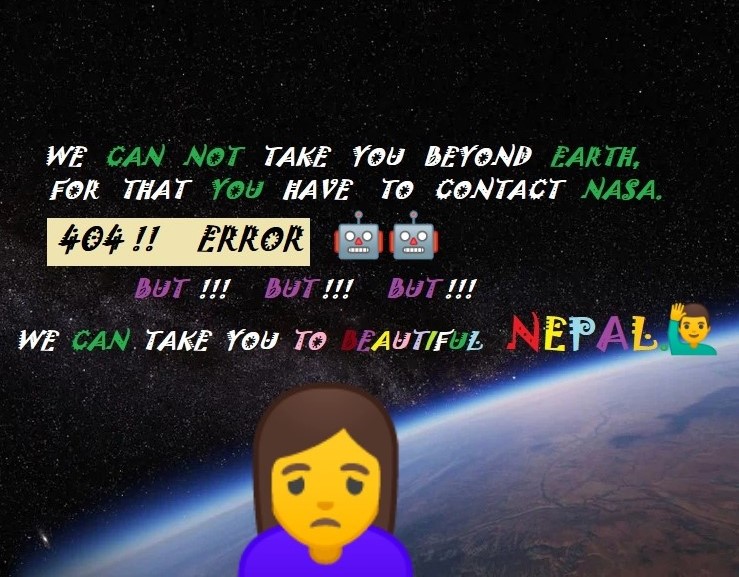 WE CAN NOT TAKE YOU BEYOND EARTH,
FOR THAT YOU HAVE TO CONTACT NASA.
404 !! ERROR
BUT !!! BUT !!! BUT !!!
WE CAN TAKE YOU TO BEAUTIFUL NEPAL.